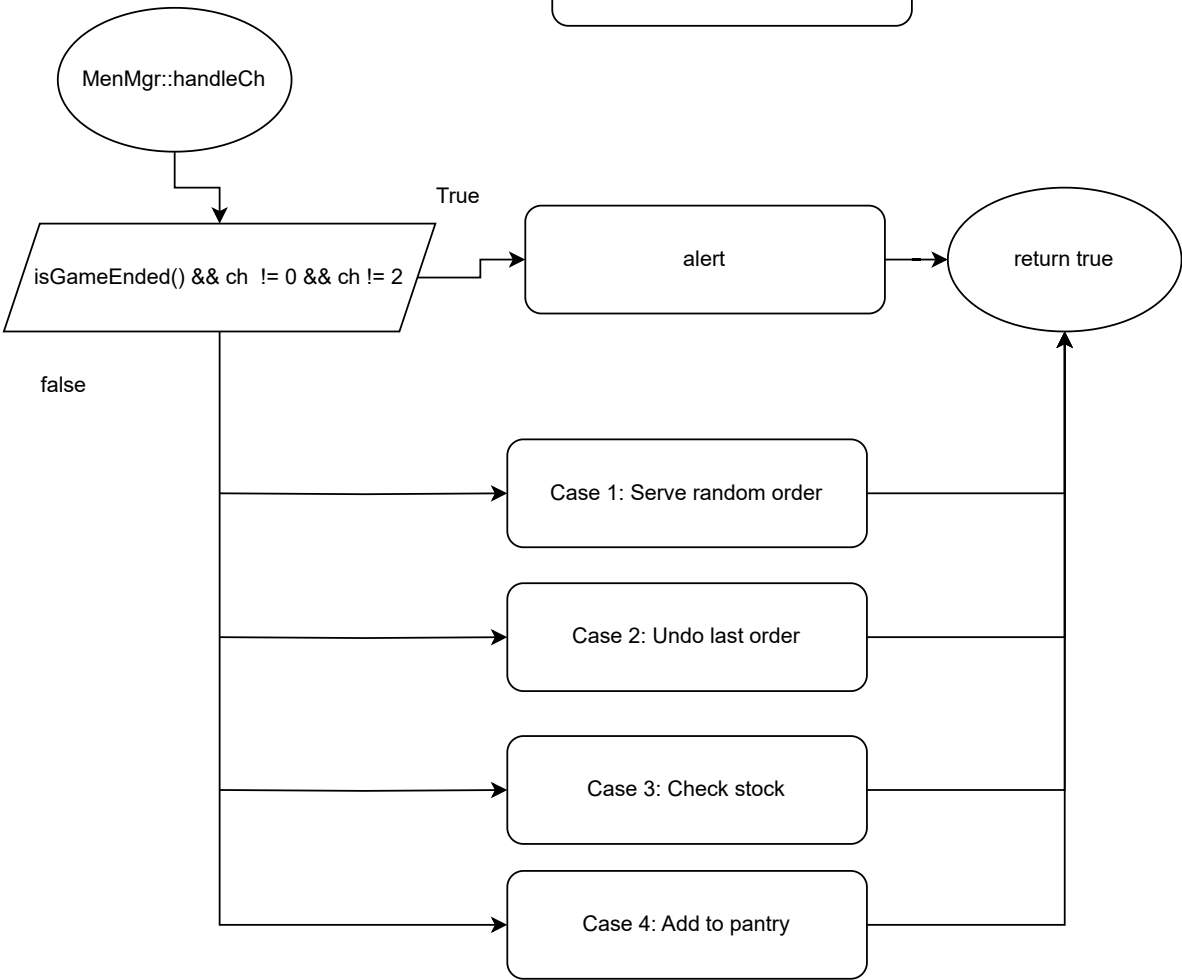 MenMgr::handleCh
True
isGameEnded() && ch  != 0 && ch != 2
alert
return true
false
Case 1: Serve random order
Case 2: Undo last order
Case 3: Check stock
Case 4: Add to pantry